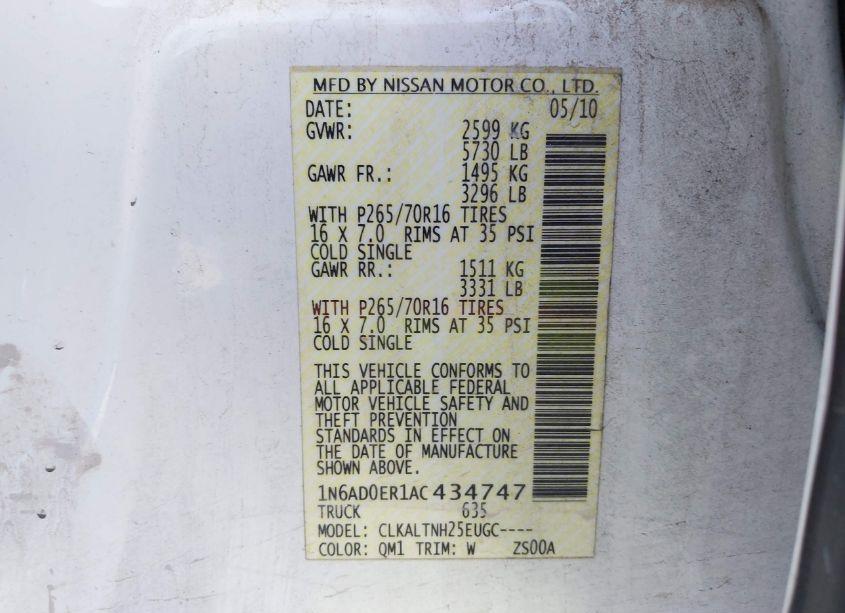 MFD BY NISSAN MOTOR CO., LTD.
DATE: 05/10
GVWR: 2599 KG
5730 LB
GAWR FR.: 1495 KG
3296 LB
WITH P265/70R16 TIRES
16 X 7.0 RIMS AT 35 PSI
COLD SINGLE
GAWR RR.: 1511 KG
3331 LB
WITH P265/70R16 TIRES
16 X 7.0 RIMS AT 35 PSI
COLD SINGLE
THIS VEHICLE CONFORMS TO
ALL APPLICABLE FEDERAL
MOTOR VEHICLE SAFETY AND
THEFT PREVENTION
STANDARDS IN EFFECT ON
THE DATE OF MANUFACTURE
SHOWN ABOVE.
1N6AD0ER1AC434747
TRUCK 635
MODEL: CLKALTNH25EUGC----
COLOR: QM1 TRIM: W ZS00A